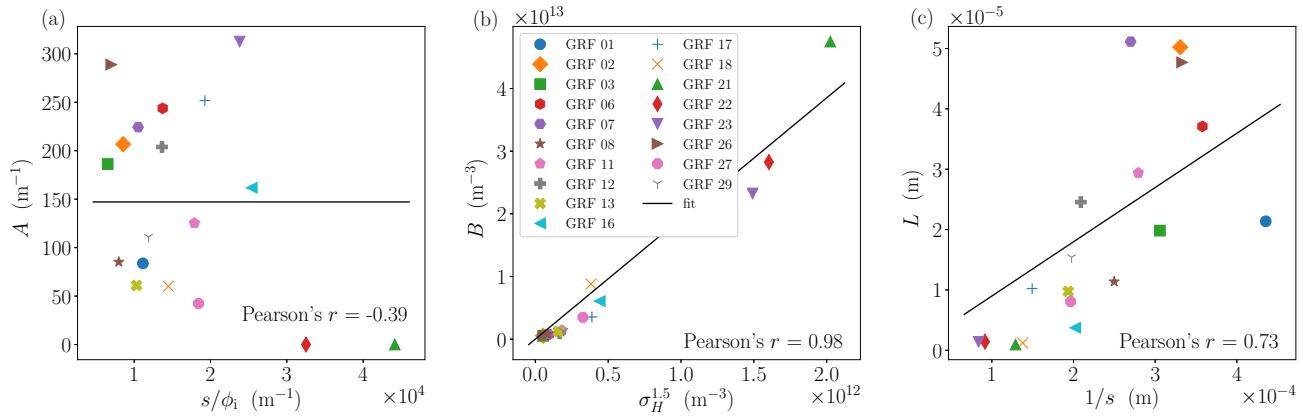 (a)
A (m⁻¹)
300
250
200
150
100
50
0
Pearson's r = -0.39
1
2
3
4
×10⁴
s/ϕᵢ (m⁻¹)
(b)
×10¹³
B (m⁻³)
4
3
2
1
0
GRF 01
GRF 02
GRF 03
GRF 06
GRF 07
GRF 08
GRF 11
GRF 12
GRF 13
GRF 16
GRF 17
GRF 18
GRF 21
GRF 22
GRF 23
GRF 26
GRF 27
GRF 29
fit
Pearson's r = 0.98
0.0
0.5
1.0
1.5
2.0
×10¹²
σ_H^1.5 (m⁻³)
(c)
×10⁻⁵
L (m)
5
4
3
2
1
0
Pearson's r = 0.73
1
2
3
4
×10⁻⁴
1/s (m)